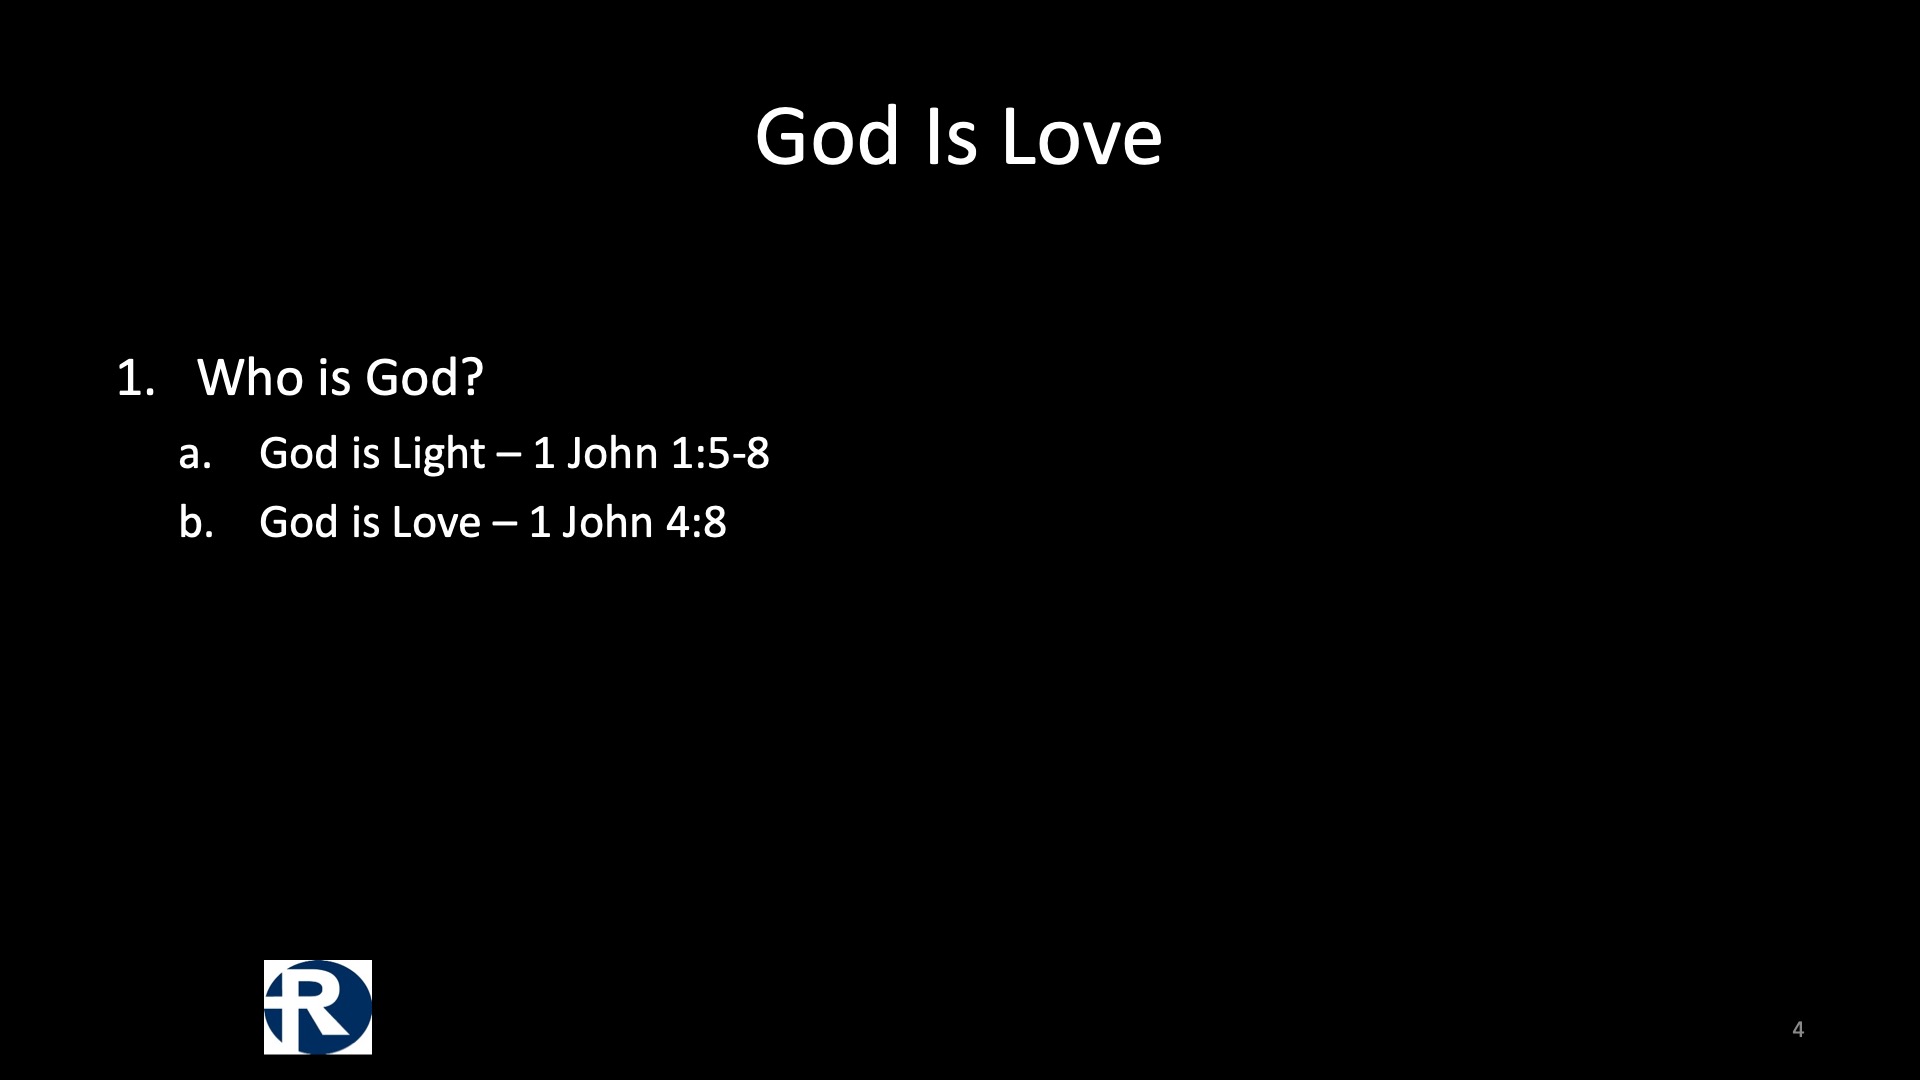 God Is Love
1. Who is God?
a. God is Light – 1 John 1:5-8
b. God is Love – 1 John 4:8
R
4